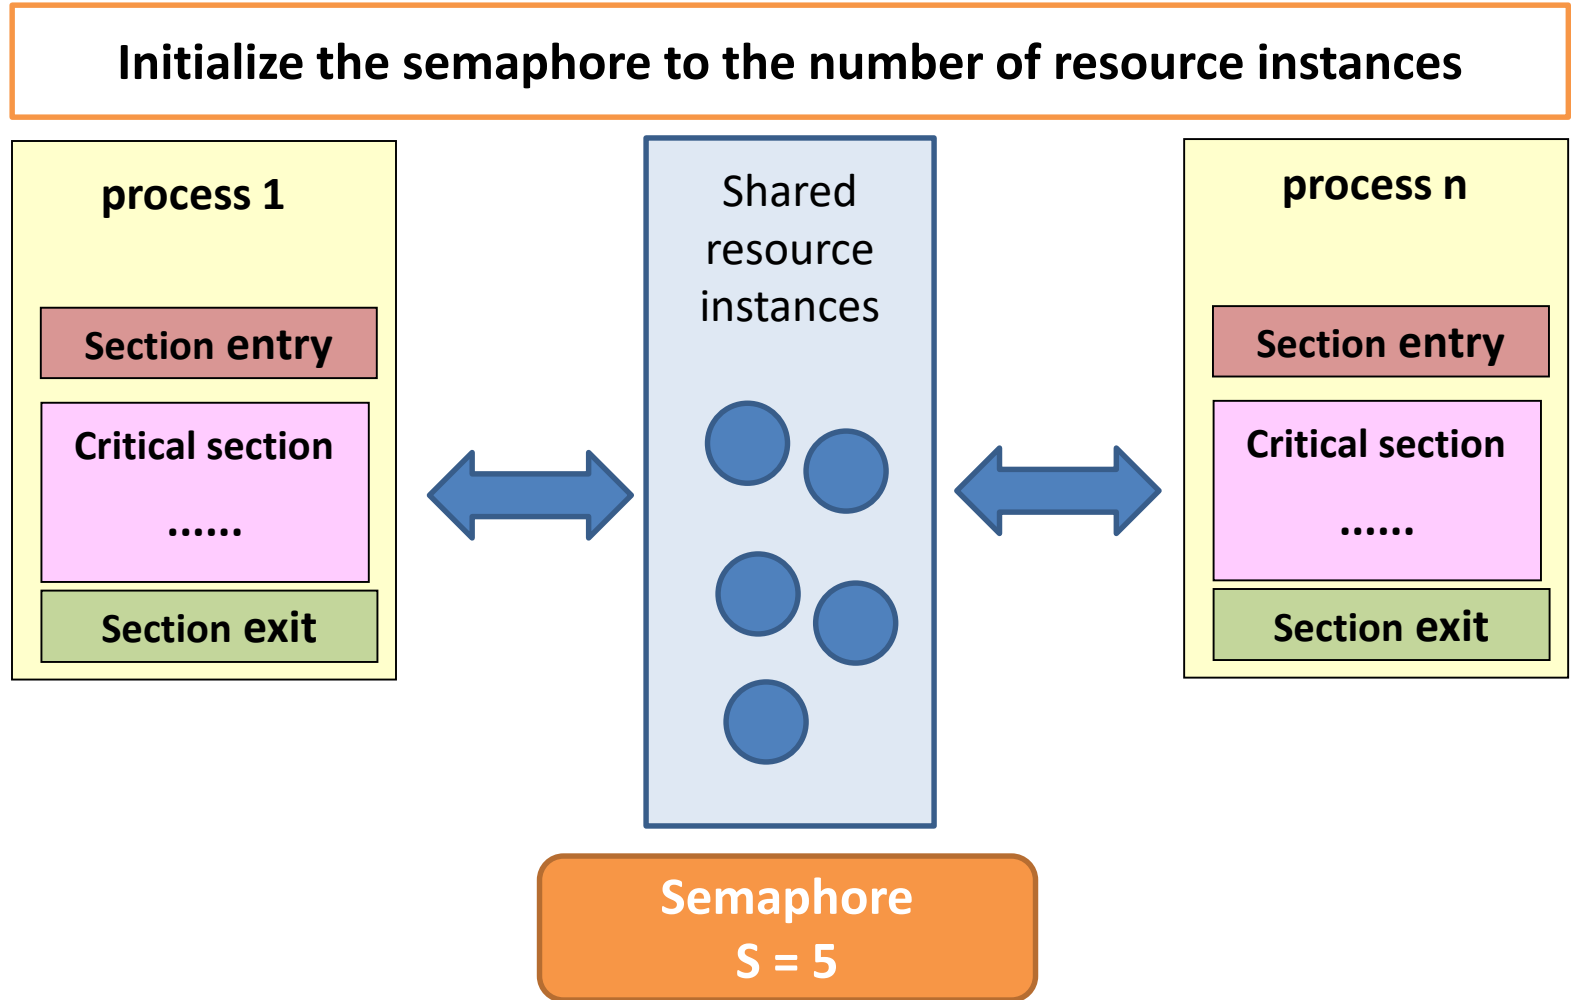 Initialize the semaphore to the number of resource instances
process 1
Section entry
Critical section
......
Section exit
Shared
resource
instances
process n
Section entry
Critical section
......
Section exit
Semaphore
S = 5